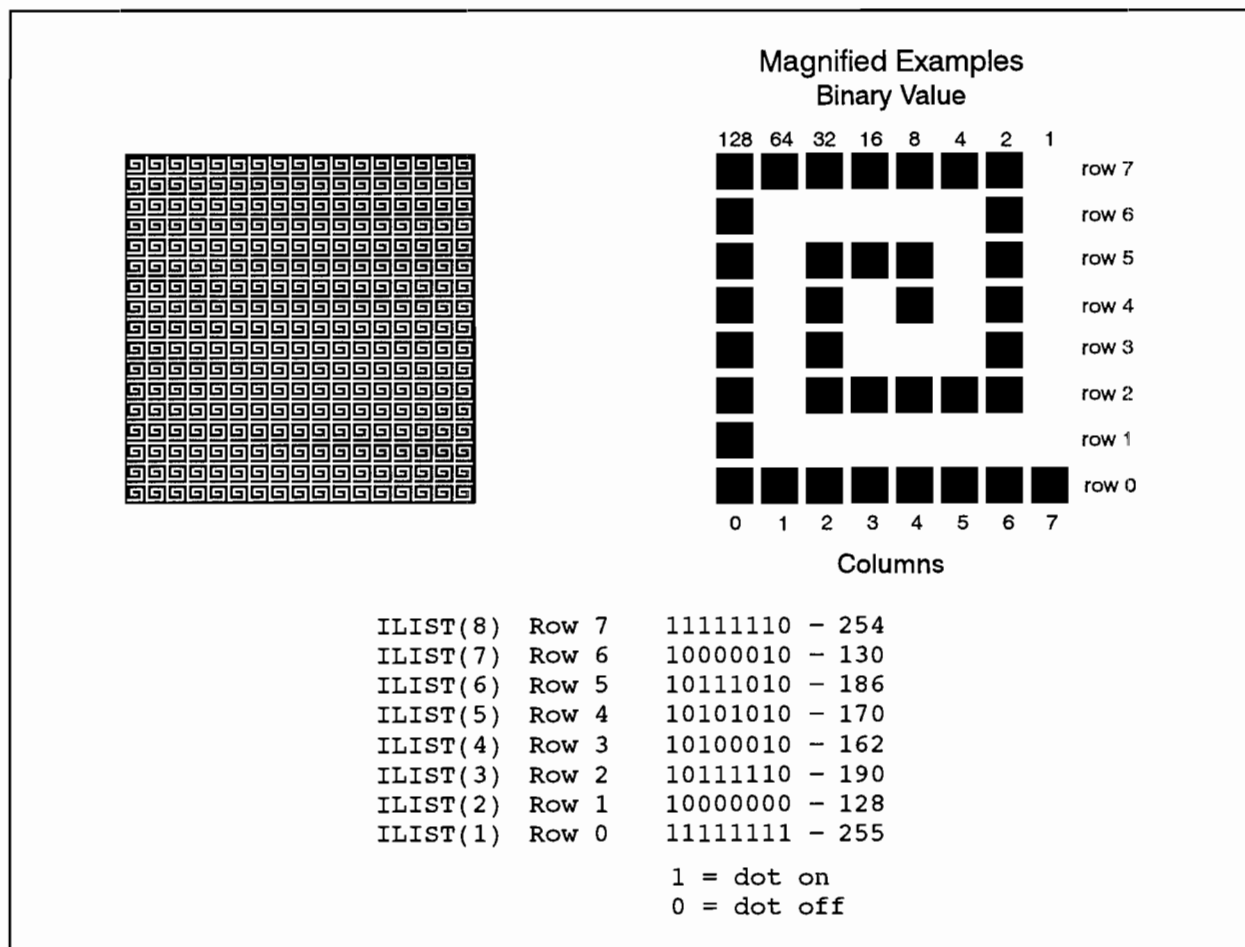 Magnified Examples
Binary Value
128 64 32 16 8 4 2 1
row 7
row 6
row 5
row 4
row 3
row 2
row 1
row 0
0 1 2 3 4 5 6 7
Columns
ILIST(8) Row 7 11111110 – 254
ILIST(7) Row 6 10000010 – 130
ILIST(6) Row 5 10111010 – 186
ILIST(5) Row 4 10101010 – 170
ILIST(4) Row 3 10100010 – 162
ILIST(3) Row 2 10111110 – 190
ILIST(2) Row 1 10000000 – 128
ILIST(1) Row 0 11111111 – 255
1 = dot on
0 = dot off